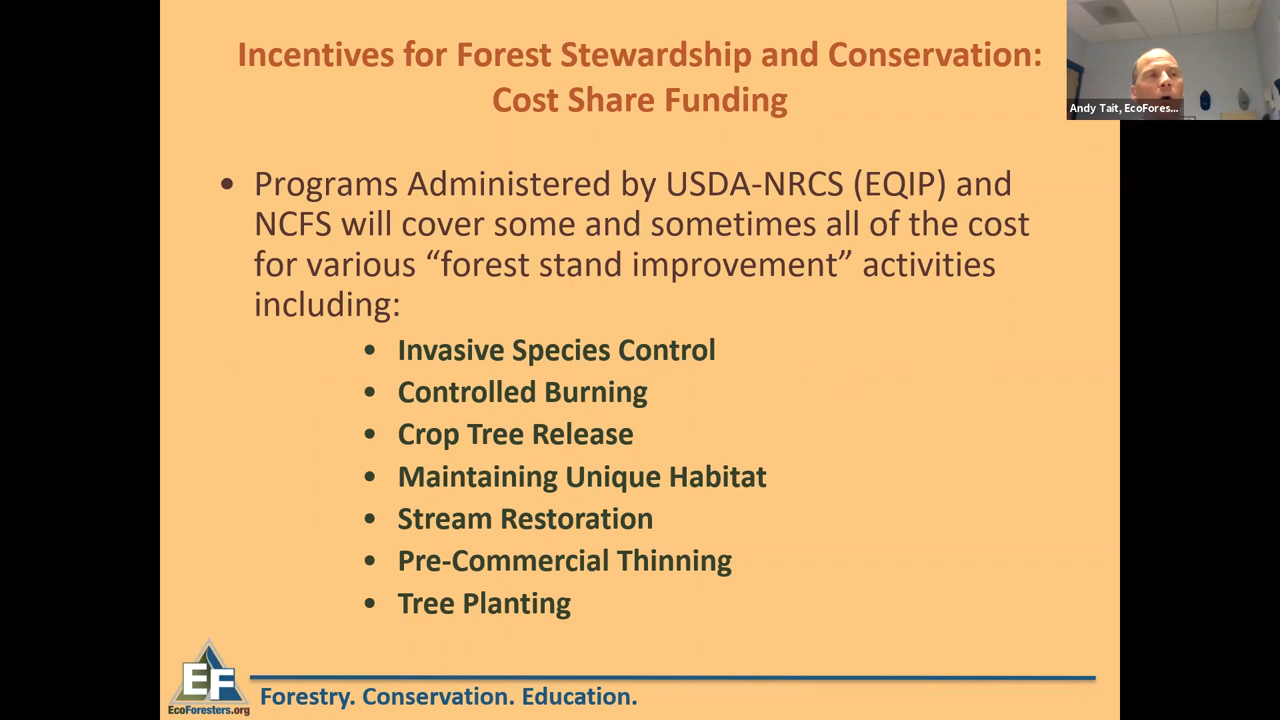 Incentives for Forest Stewardship and Conservation:
Cost Share Funding
Andy Tait, EcoFores...
• Programs Administered by USDA-NRCS (EQIP) and
NCFS will cover some and sometimes all of the cost
for various “forest stand improvement” activities
including:
• Invasive Species Control
• Controlled Burning
• Crop Tree Release
• Maintaining Unique Habitat
• Stream Restoration
• Pre-Commercial Thinning
• Tree Planting
EF
EcoForesters.org
Forestry. Conservation. Education.